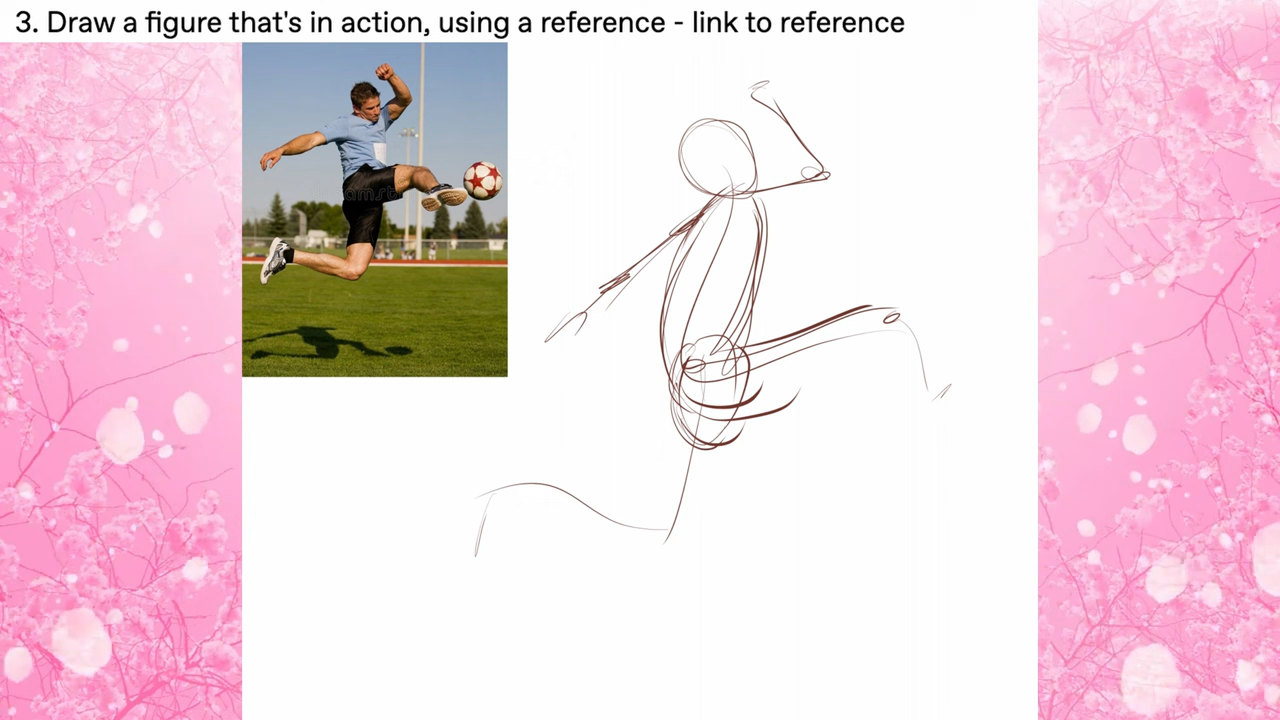 3. Draw a figure that's in action, using a reference - link to reference